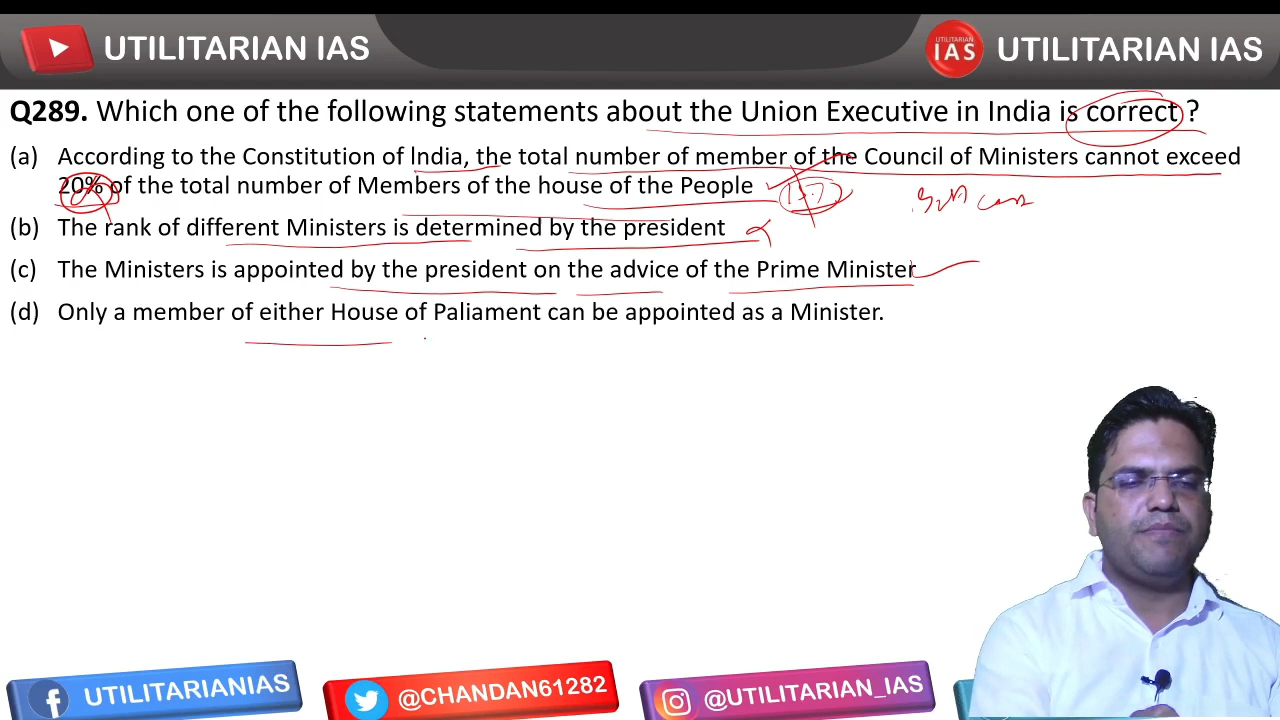 UTILITARIAN IAS
UTILITARIAN IAS
UTILITARIAN IAS
Q289. Which one of the following statements about the Union Executive in India is correct ?
(a) According to the Constitution of India, the total number of member of the Council of Ministers cannot exceed
20% of the total number of Members of the house of the People
15%
(b) The rank of different Ministers is determined by the president
(c) The Ministers is appointed by the president on the advice of the Prime Minister
(d) Only a member of either House of Paliament can be appointed as a Minister.
UTILITARIANIAS
@CHANDAN61282
@UTILITARIAN_IAS